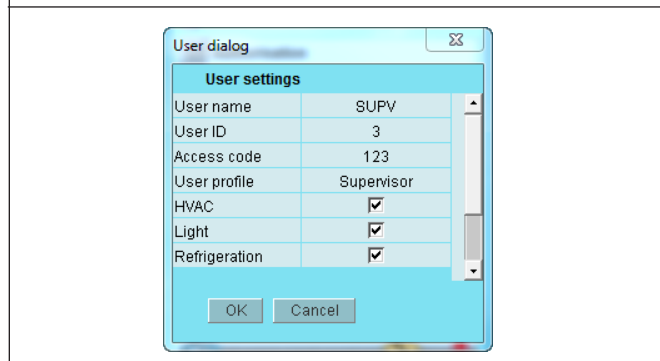 User dialog
User settings
User name SUPV
User ID 3
Access code 123
User profile Supervisor
HVAC
Light
Refrigeration
OK Cancel